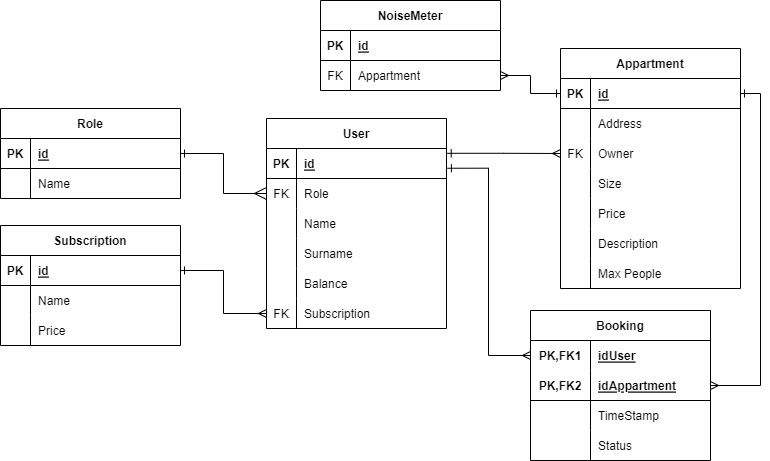 NoiseMeter
PK id
FK Appartment
Appartment
PK id
Address
FK Owner
Size
Price
Description
Max People
Role
PK id
Name
User
PK id
FK Role
Name
Surname
Balance
FK Subscription
Subscription
PK id
Name
Price
Booking
PK,FK1 idUser
PK,FK2 idAppartment
TimeStamp
Status